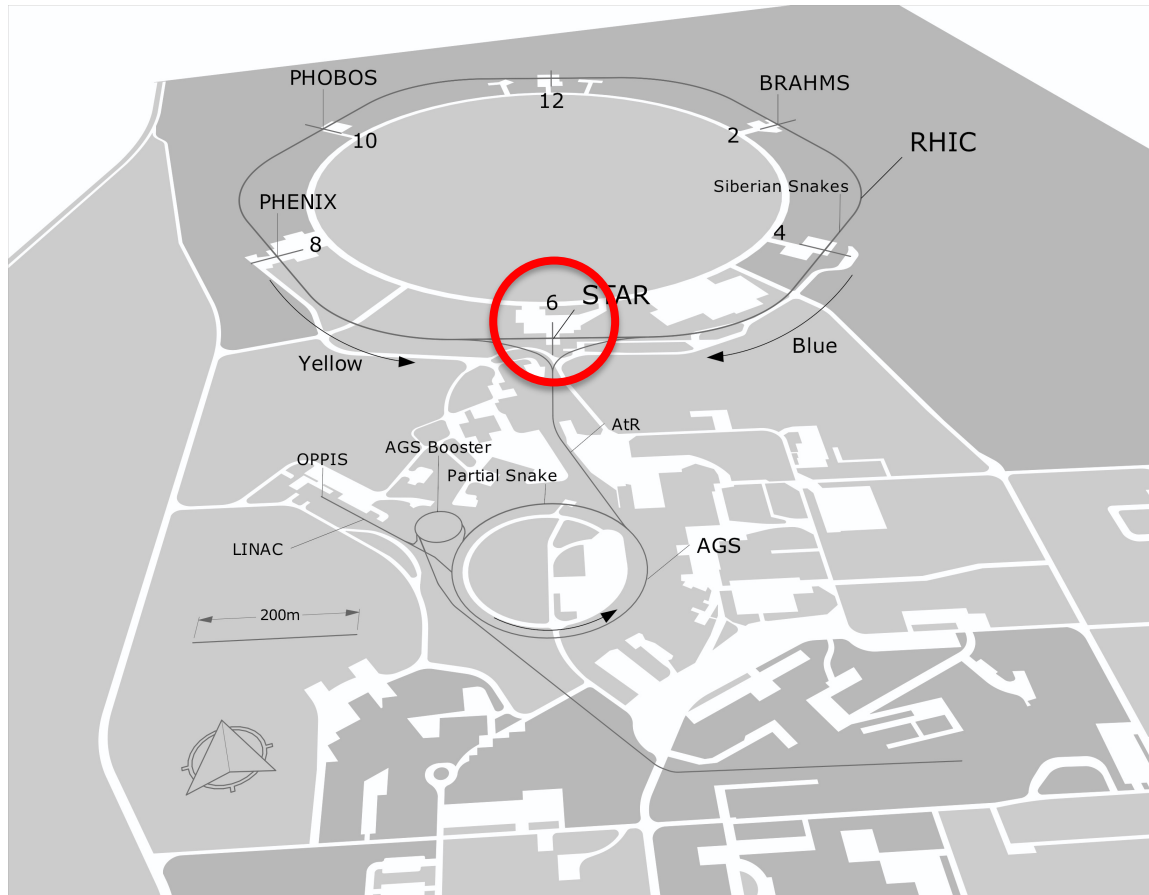 PHOBOS
12
BRAHMS
10
2
RHIC
Siberian Snakes
PHENIX
8
4
6
STAR
Yellow
Blue
AtR
AGS Booster
OPPIS
Partial Snake
LINAC
AGS
200m